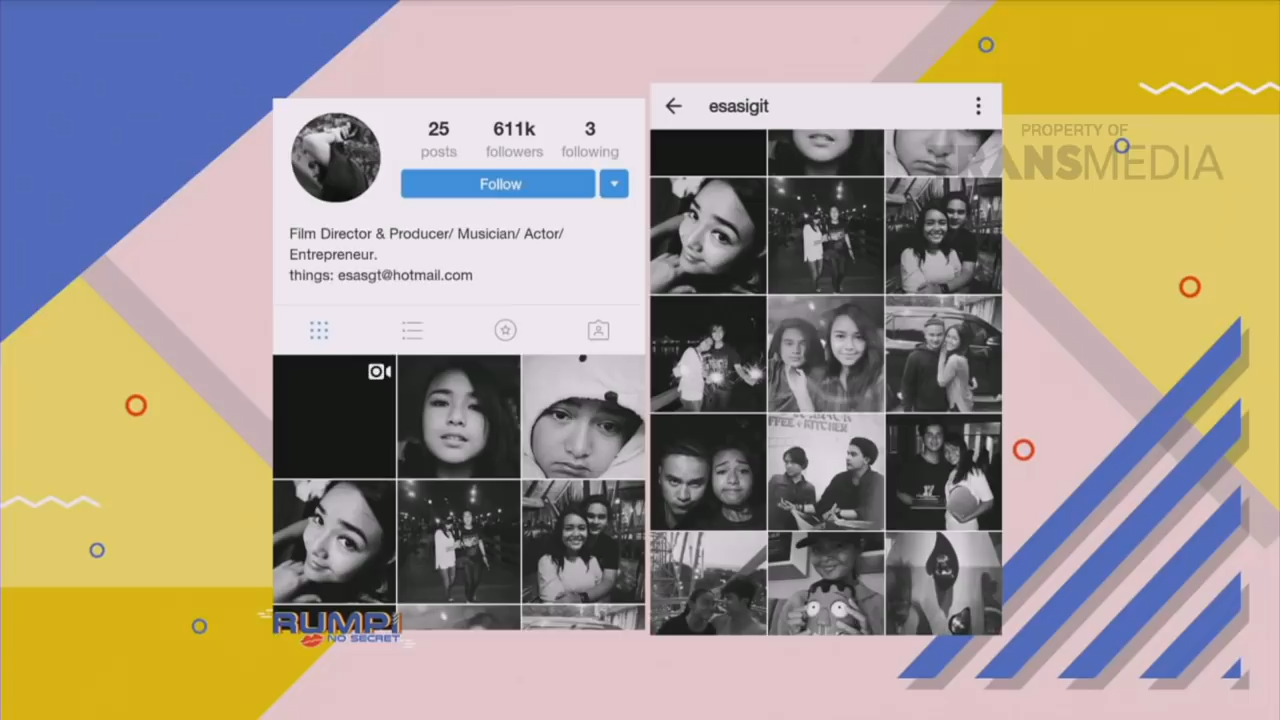 25
611k
3
posts
followers
following
Follow
Film Director & Producer/ Musician/ Actor/
Entrepreneur.
things: esasgt@hotmail.com
esasigit
PROPERTY OF
TRANSMEDIA
RUMPI
NO SECRET